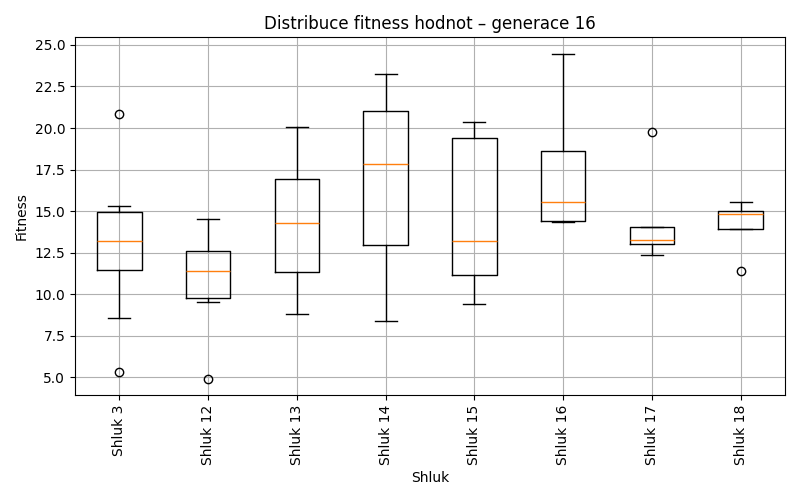 Distribuce fitness hodnot – generace 16
Fitness
25.0
22.5
20.0
17.5
15.0
12.5
10.0
7.5
5.0
Shluk 3
Shluk 12
Shluk 13
Shluk 14
Shluk 15
Shluk 16
Shluk 17
Shluk 18
Shluk